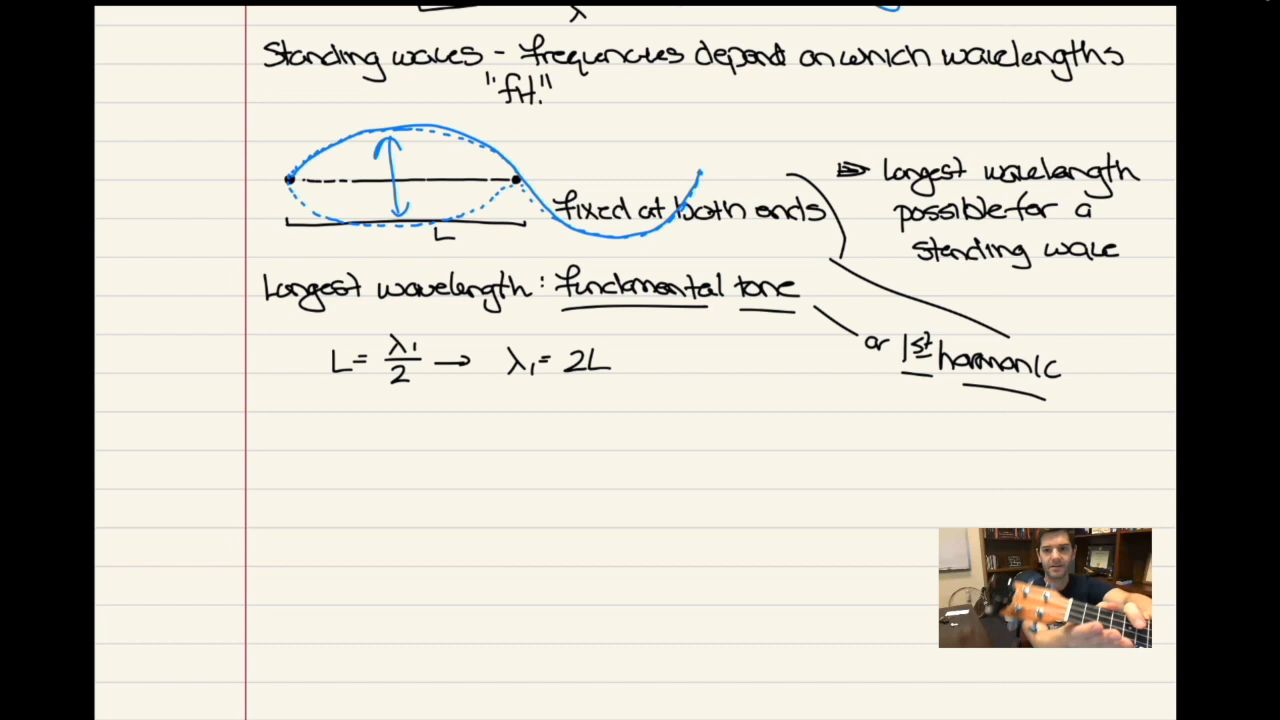 λ
Standing waves - frequencies depend on which wavelengths
"fit."
fixed at both ends
L
⇒ Longest wavelength
possible for a
standing wave
Longest wavelength: fundamental tone
or 1st harmonic
L = λ₁/2 → λ₁ = 2L